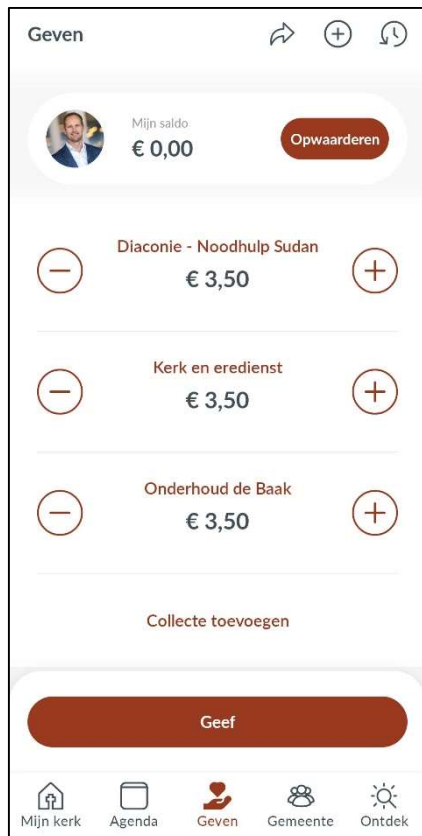 Geven
Mijn saldo
€ 0,00
Opwaarderen
Diaconie - Noodhulp Sudan
€ 3,50
Kerk en eredienst
€ 3,50
Onderhoud de Baak
€ 3,50
Collecte toevoegen
Geef
Mijn kerk Agenda Geven Gemeente Ontdek